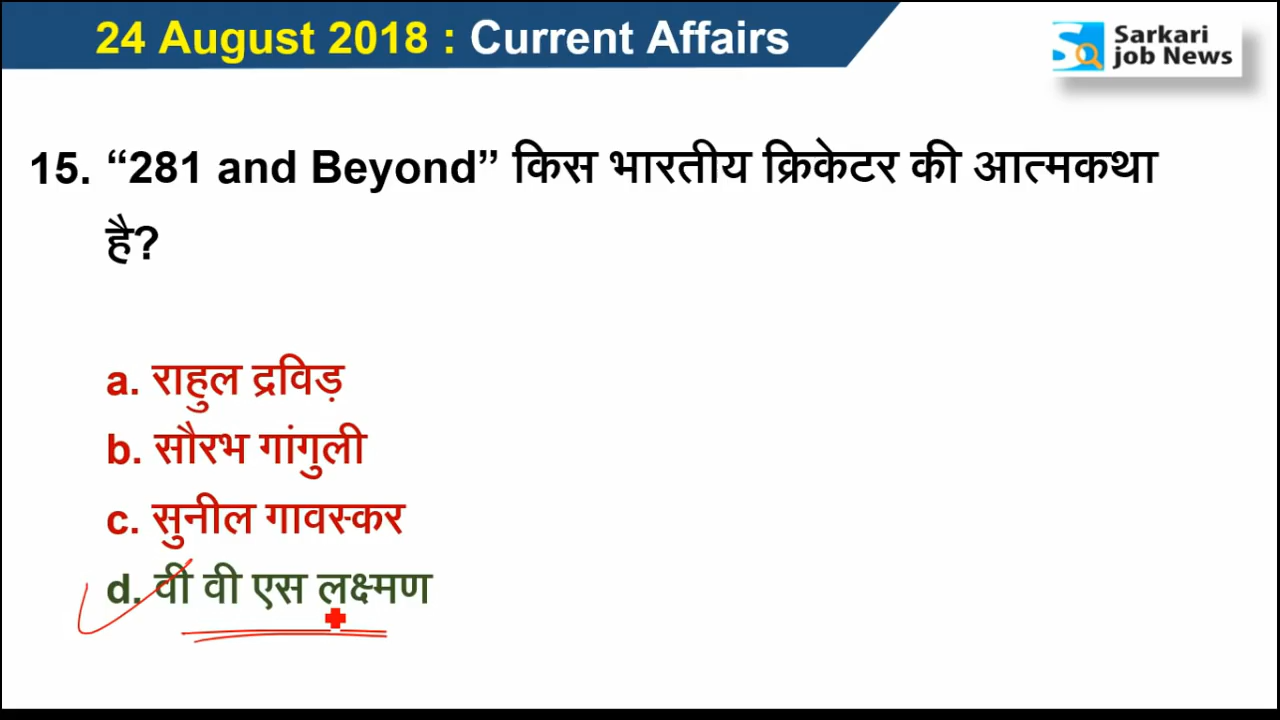 24 August 2018 : Current Affairs
Sarkari
job News
15. “281 and Beyond” किस भारतीय क्रिकेटर की आत्मकथा
है?
a. राहुल द्रविड़
b. सौरभ गांगुली
c. सुनील गावस्कर
d. वी वी एस लक्ष्मण